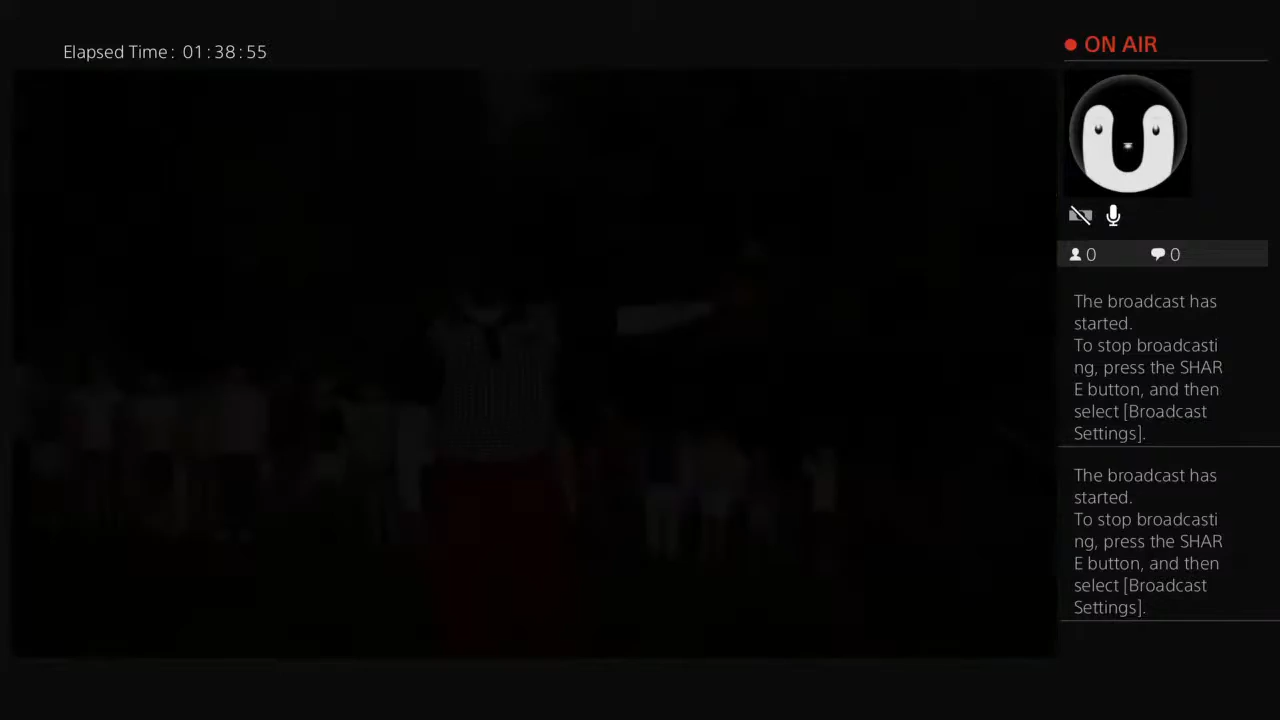 Elapsed Time: 01:38:55
ON AIR
0 0
The broadcast has
started.
To stop broadcasti
ng, press the SHAR
E button, and then
select [Broadcast
Settings].
The broadcast has
started.
To stop broadcasti
ng, press the SHAR
E button, and then
select [Broadcast
Settings].